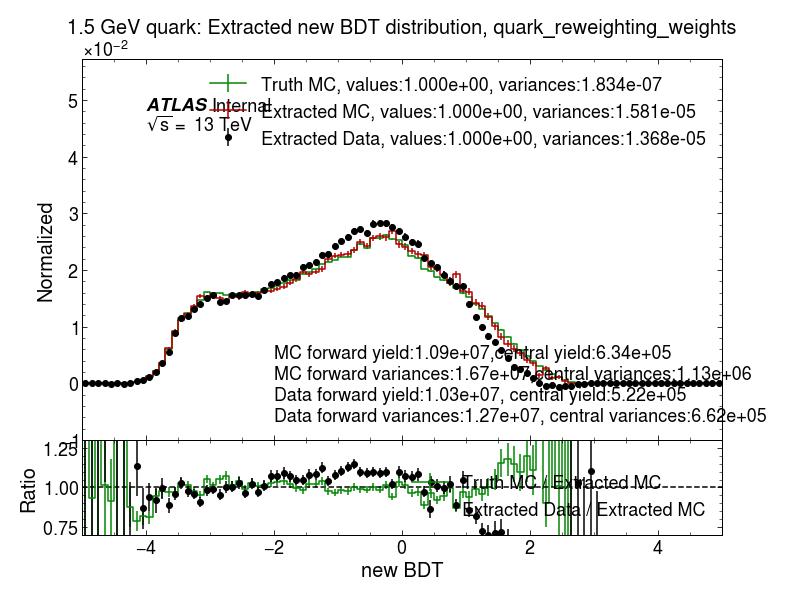 1.5 GeV quark: Extracted new BDT distribution, quark_reweighting_weights
×10⁻²
Truth MC, values:1.000e+00, variances:1.834e-07
ATLAS Internal
Extracted MC, values:1.000e+00, variances:1.581e-05
√s = 13 TeV
Extracted Data, values:1.000e+00, variances:1.368e-05
5
4
3
2
1
0
−1
Normalized
MC forward yield:1.09e+07,central yield:6.34e+05
MC forward variances:1.67e+07,central variances:1.13e+06
Data forward yield:1.03e+07, central yield:5.22e+05
Data forward variances:1.27e+07, central variances:6.62e+05
1.25
1.00
0.75
Ratio
Truth MC / Extracted MC
Extracted Data / Extracted MC
−4 −2 0 2 4
new BDT